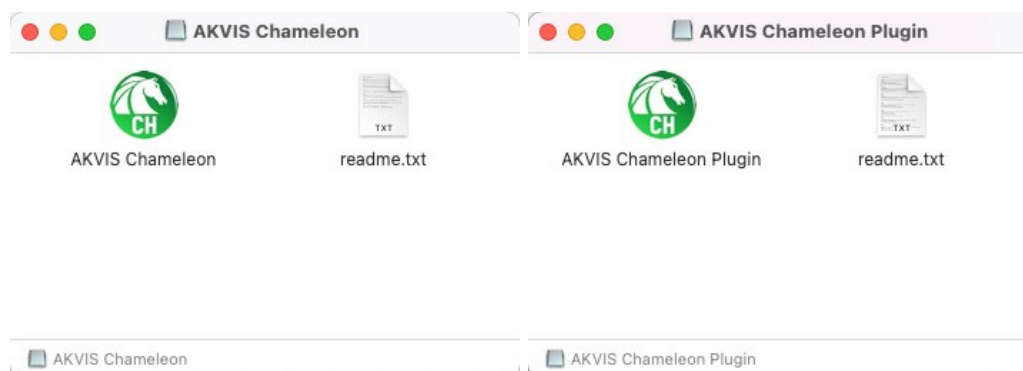 AKVIS Chameleon
CH
TXT
AKVIS Chameleon
readme.txt
AKVIS Chameleon
AKVIS Chameleon Plugin
CH
TXT
AKVIS Chameleon Plugin
readme.txt
AKVIS Chameleon Plugin